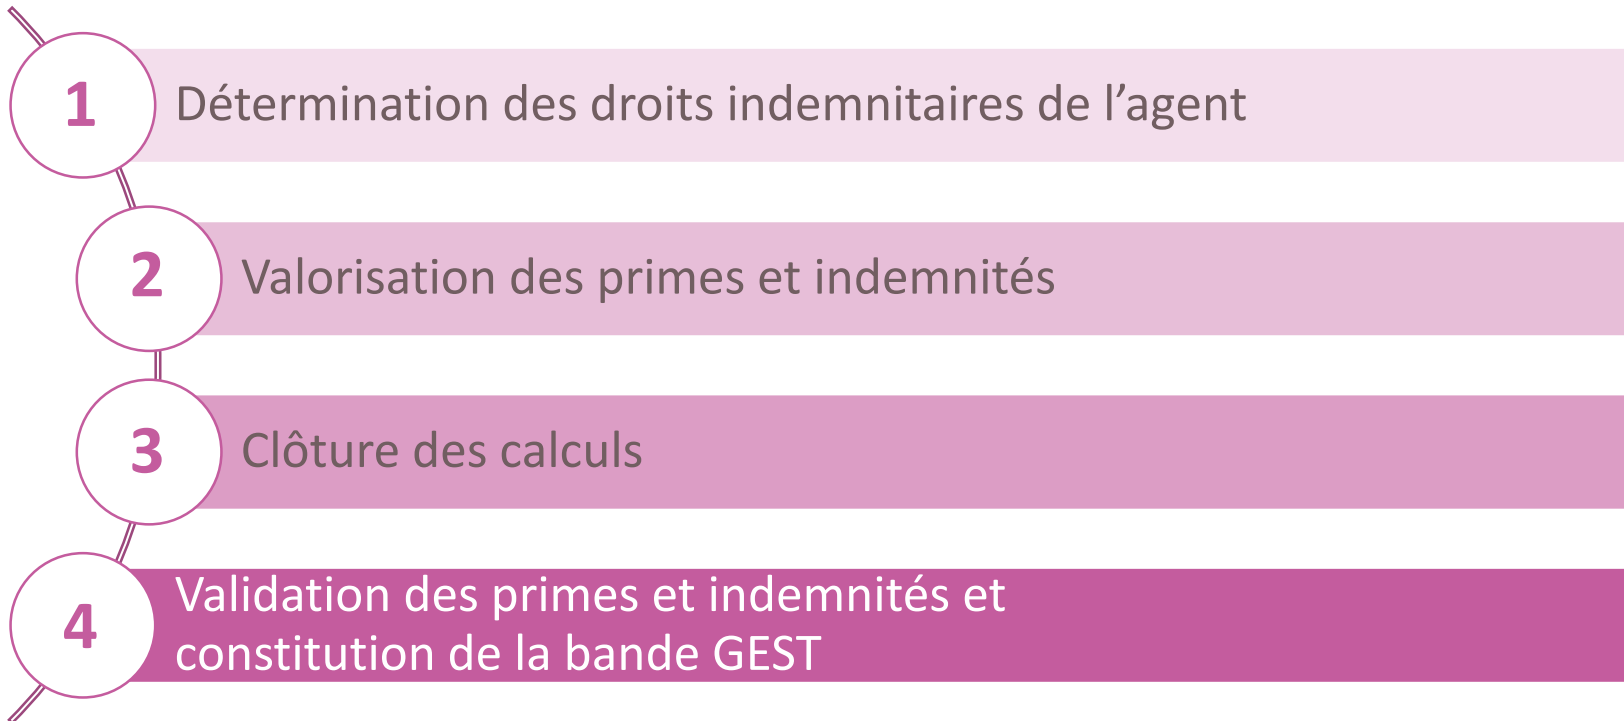 1
Détermination des droits indemnitaires de l’agent
2
Valorisation des primes et indemnités
3
Clôture des calculs
4
Validation des primes et indemnités et
constitution de la bande GEST